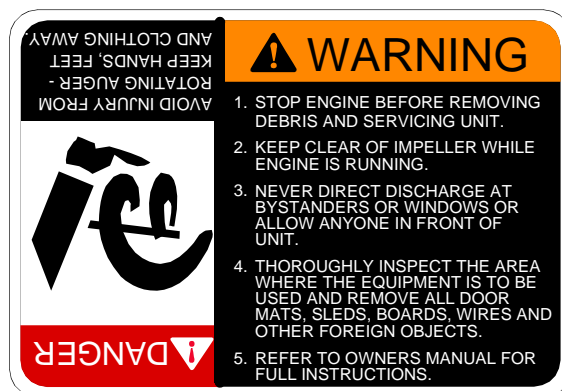 DANGER
AVOID INJURY FROM
ROTATING AUGER -
KEEP HANDS, FEET
AND CLOTHING AWAY.
WARNING
1. STOP ENGINE BEFORE REMOVING
DEBRIS AND SERVICING UNIT.
2. KEEP CLEAR OF IMPELLER WHILE
ENGINE IS RUNNING.
3. NEVER DIRECT DISCHARGE AT
BYSTANDERS OR WINDOWS OR
ALLOW ANYONE IN FRONT OF
UNIT.
4. THOROUGHLY INSPECT THE AREA
WHERE THE EQUIPMENT IS TO BE
USED AND REMOVE ALL DOOR
MATS, SLEDS, BOARDS, WIRES AND
OTHER FOREIGN OBJECTS.
5. REFER TO OWNERS MANUAL FOR
FULL INSTRUCTIONS.